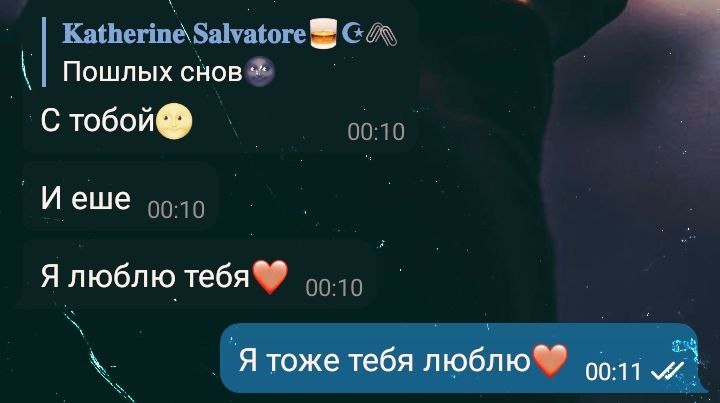 Katherine Salvatore🥃☪🖇
Пошлых снов🌚
С тобой🌝
00:10
И еше 00:10
Я люблю тебя❤ 00:10
Я тоже тебя люблю❤ 00:11